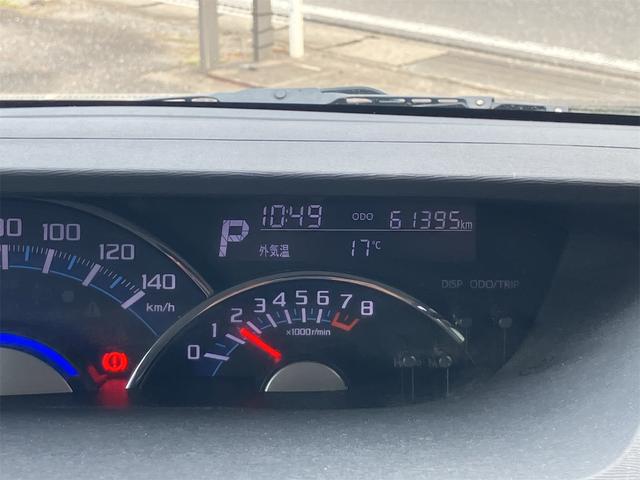 10:49 ODO 61395km
P
外気温 17℃
DISP ODO/TRIP
100
120
140
km/h
0 1 2 3 4 5 6 7 8
×1000r/min
H M